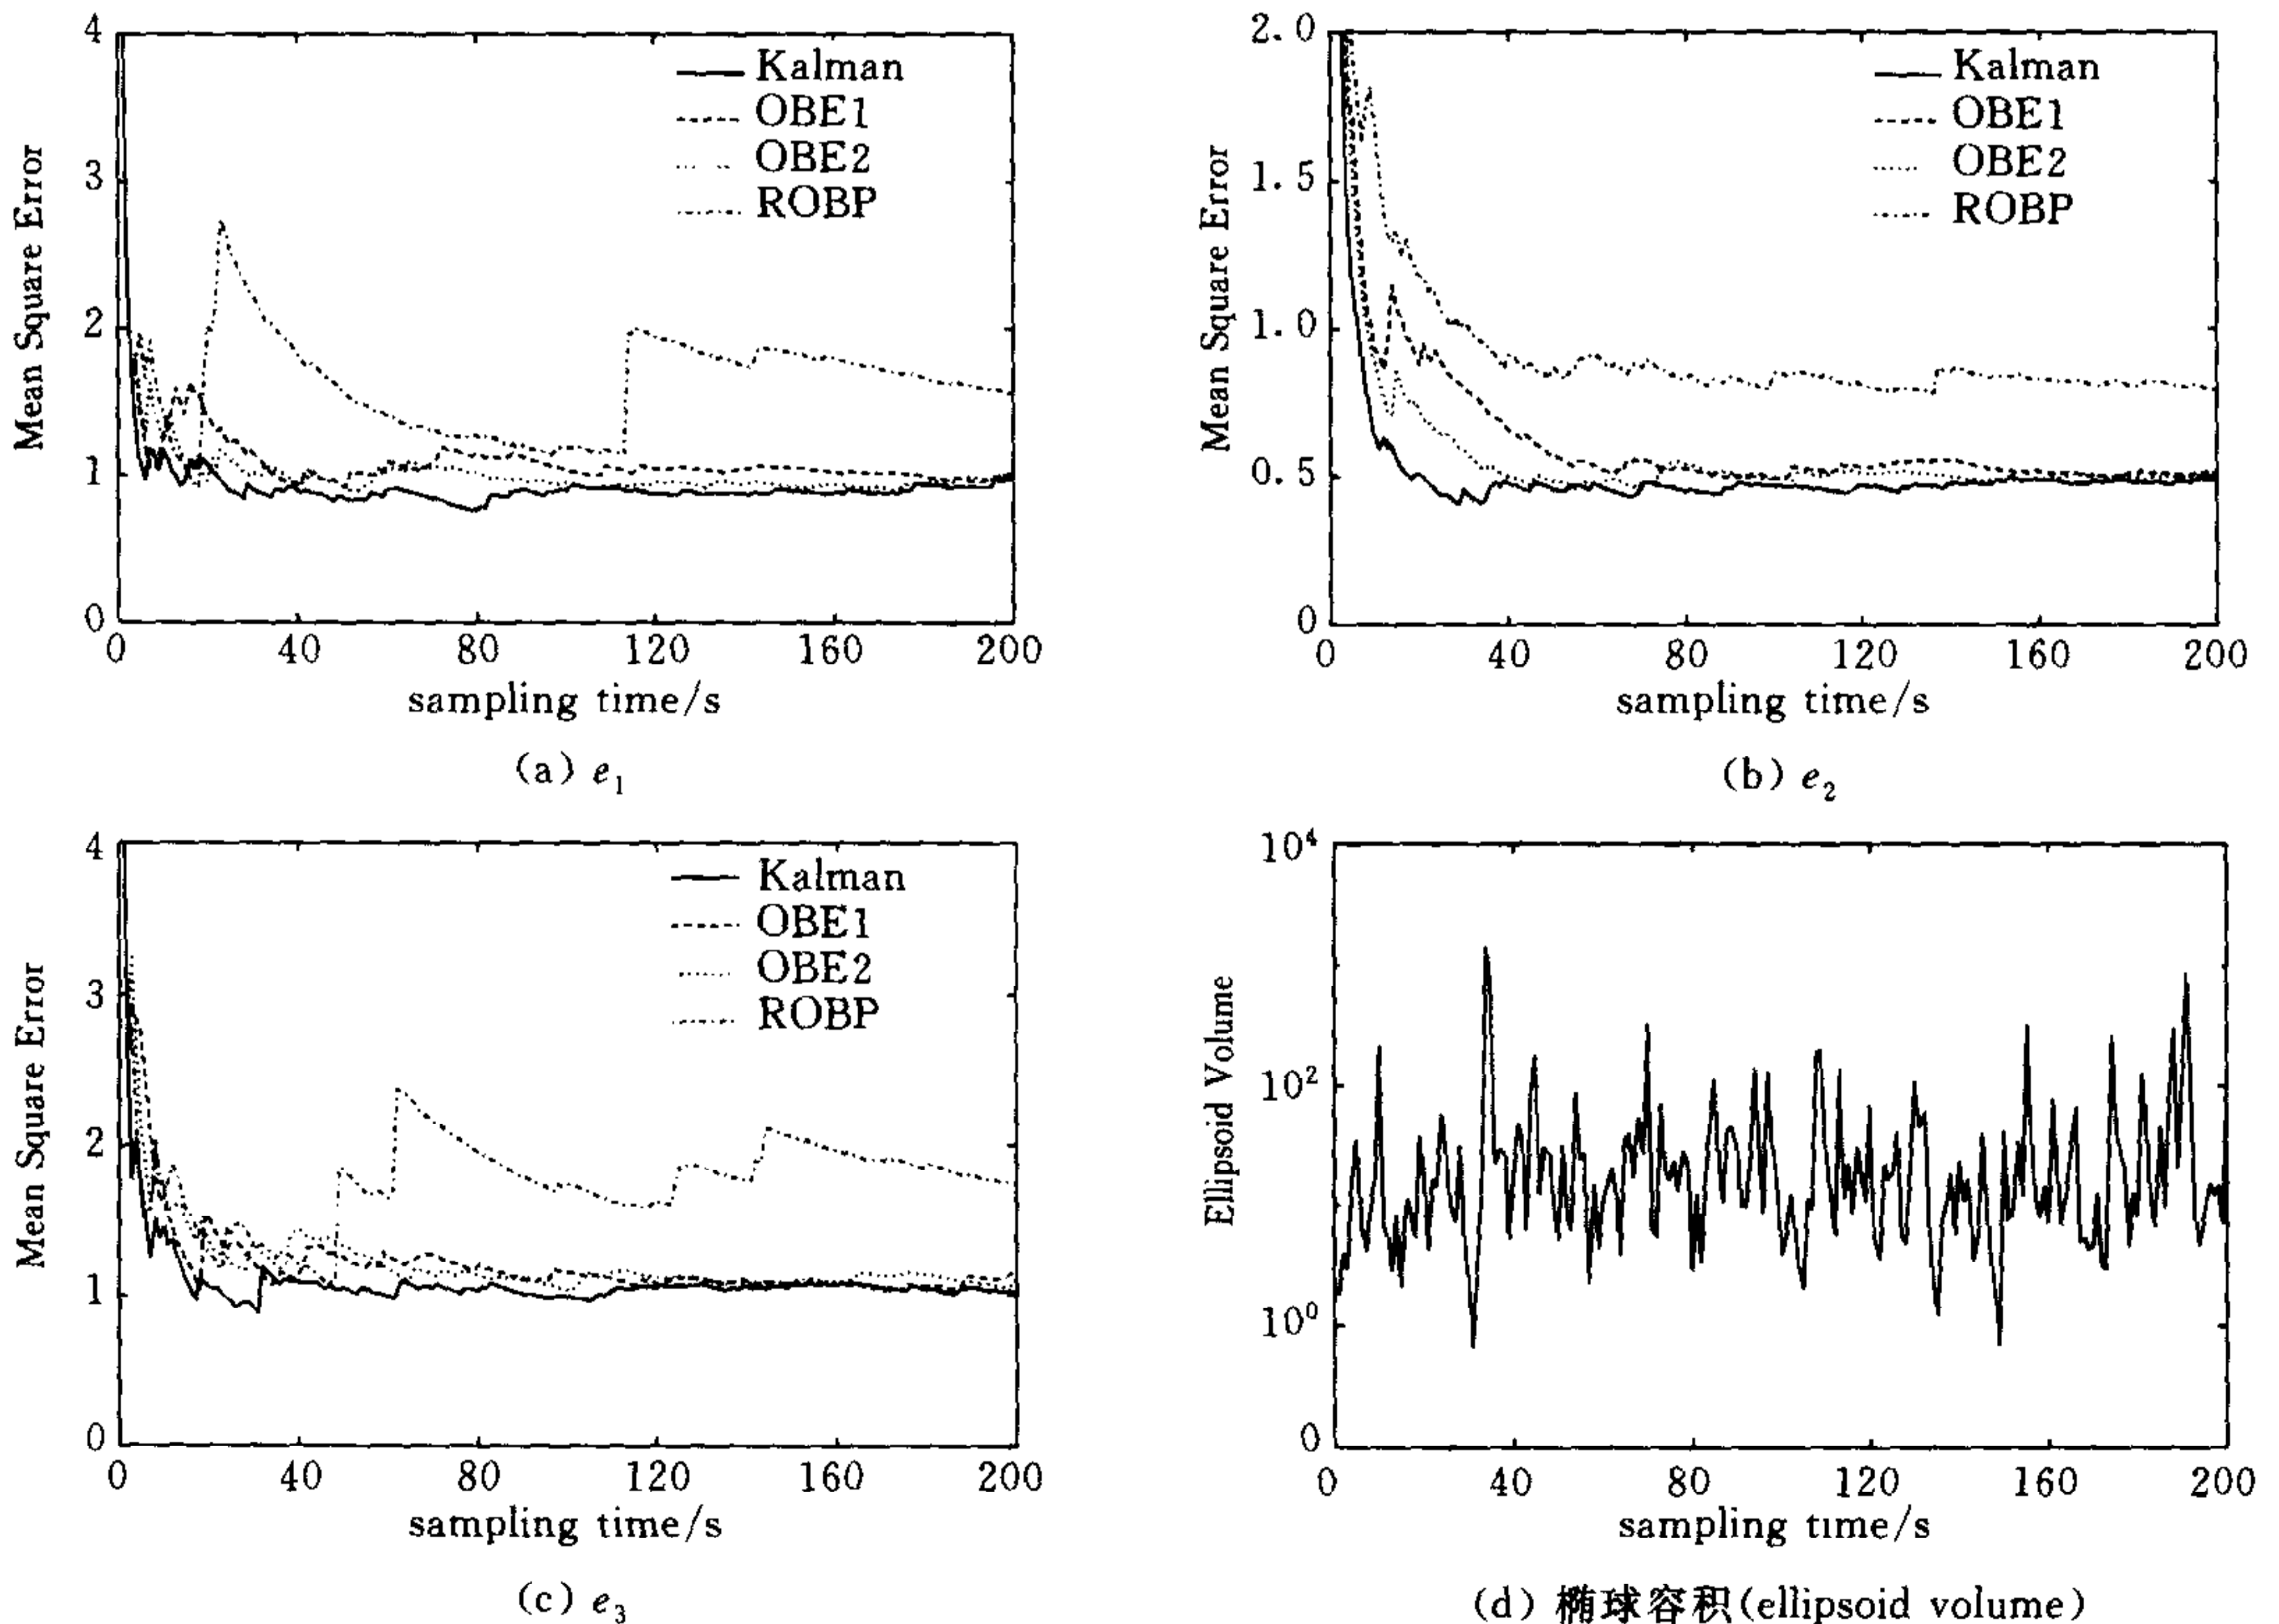 4
3
2
1
0
Mean Square Error
Kalman
OBE1
OBE2
ROBP
0 40 80 120 160 200
sampling time/s
(a) e₁
2.0
1.5
1.0
0.5
0
Mean Square Error
Kalman
OBE1
OBE2
ROBP
0 40 80 120 160 200
sampling time/s
(b) e₂
4
3
2
1
0
Mean Square Error
Kalman
OBE1
OBE2
ROBP
0 40 80 120 160 200
sampling time/s
(c) e₃
10⁴
10²
10⁰
0
Ellipsoid Volume
0 40 80 120 160 200
sampling time/s
(d) 椭球容积(ellipsoid volume)